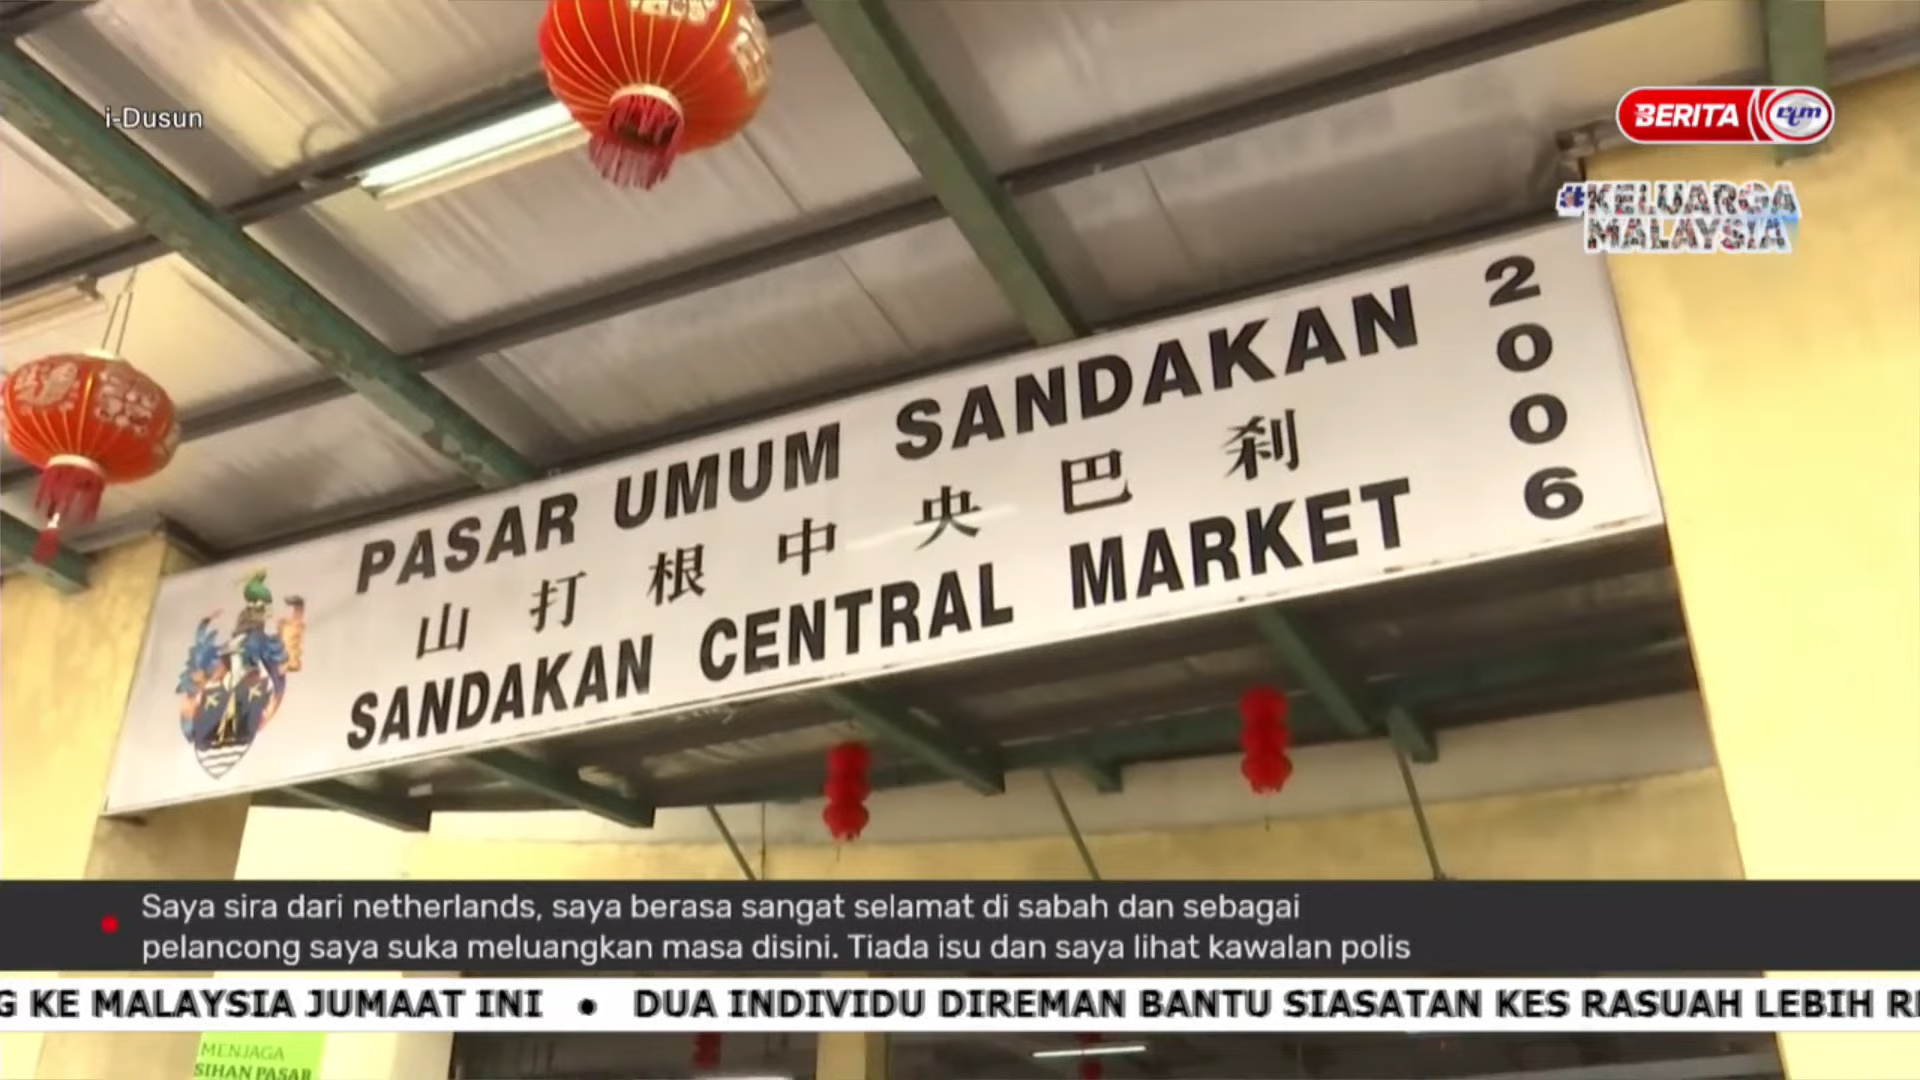 i-Dusun
BERITA rtm
#KELUARGA
MALAYSIA
PASAR UMUM SANDAKAN
山打根中央巴刹
SANDAKAN CENTRAL MARKET
2006
Saya sira dari netherlands, saya berasa sangat selamat di sabah dan sebagai
pelancong saya suka meluangkan masa disini. Tiada isu dan saya lihat kawalan polis
G KE MALAYSIA JUMAAT INI • DUA INDIVIDU DIREMAN BANTU SIASATAN KES RASUAH LEBIH R
MENJAGA
SIHAN PASAR